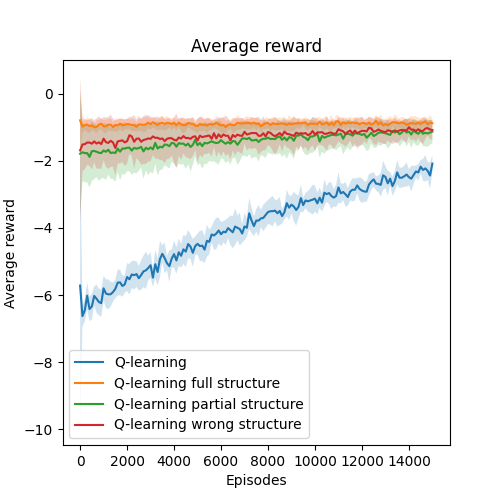 Average reward
Average reward
0
−2
−4
−6
−8
−10
Q-learning
Q-learning full structure
Q-learning partial structure
Q-learning wrong structure
0 2000 4000 6000 8000 10000 12000 14000
Episodes